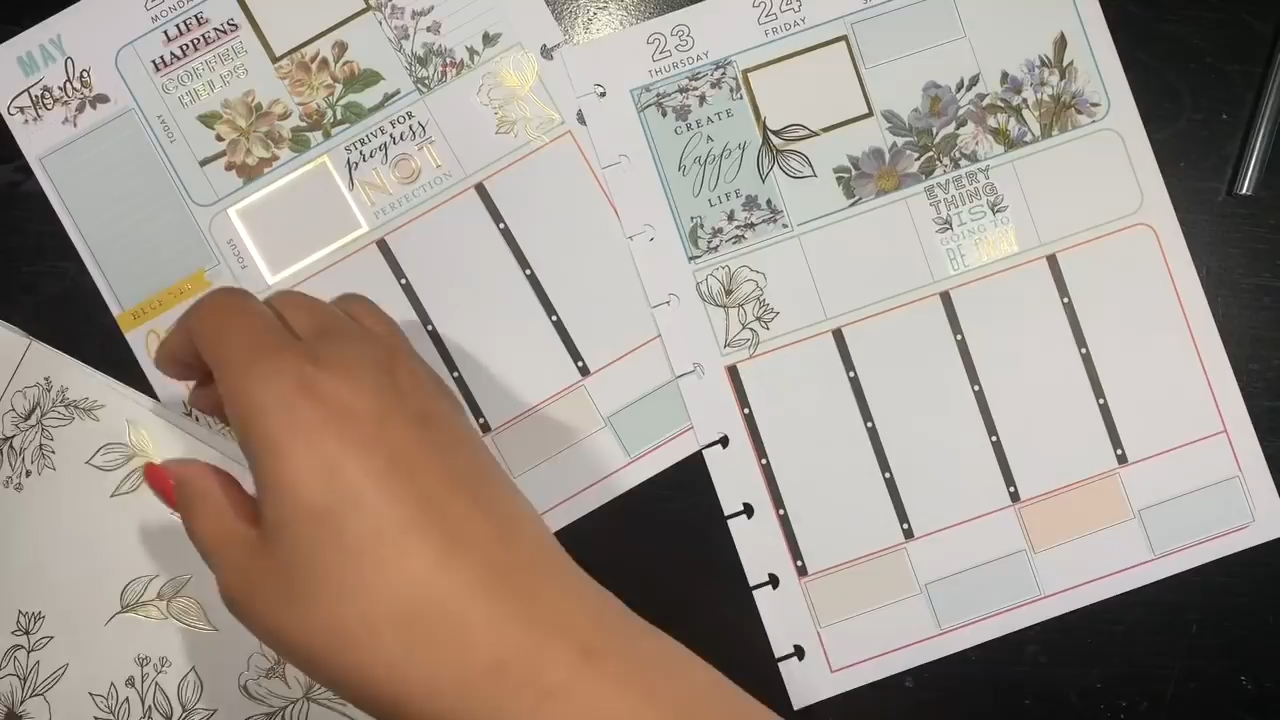 MONDAY
MAY
To do
LIFE
HAPPENS
COFFEE
HELPS
TODAY
STRIVE FOR
progress
NOT
PERFECTION
FOCUS
23
THURSDAY
24
FRIDAY
CREATE
A
happy
LIFE
EVERY
THING
IS
GOING TO
BE OKAY